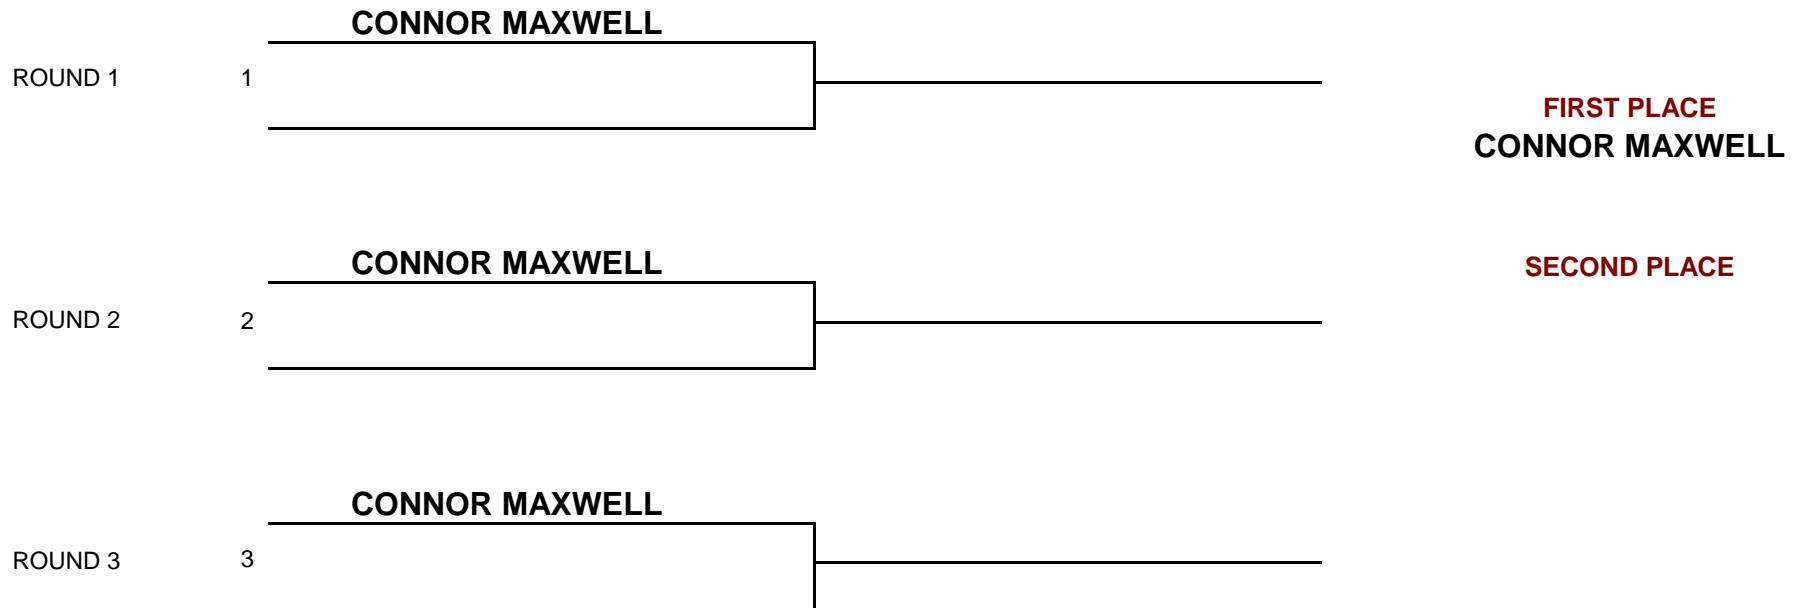 CONNOR MAXWELL
ROUND 1 1
FIRST PLACE
CONNOR MAXWELL
CONNOR MAXWELL
SECOND PLACE
ROUND 2 2
CONNOR MAXWELL
ROUND 3 3